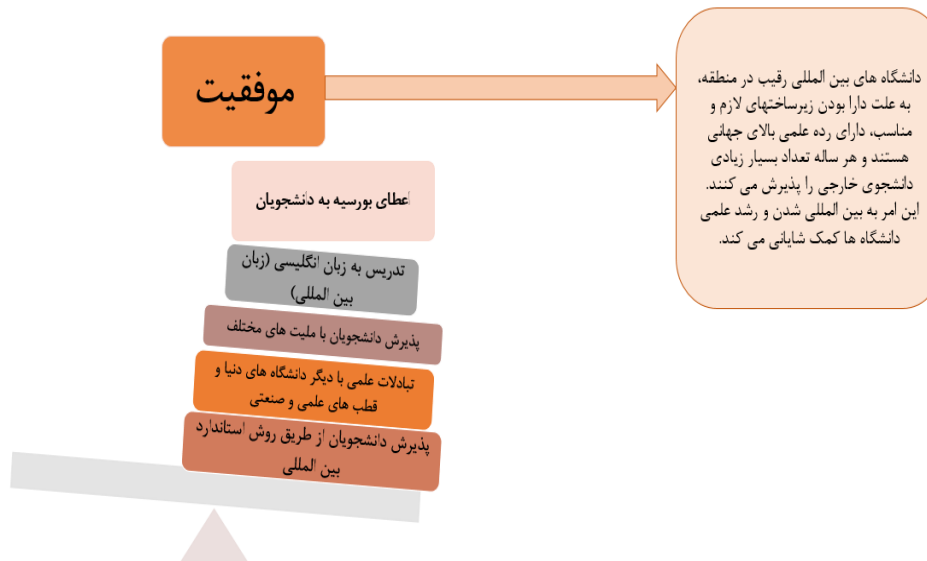 موفقیت
دانشگاه های بین المللی رقیب در منطقه،
به علت دارا بودن زیرساختهای لازم و
مناسب، دارای رده علمی بالای جهانی
هستند و هر ساله تعداد بسیار زیادی
دانشجوی خارجی را پذیرش می کنند.
این امر به بین المللی شدن و رشد علمی
دانشگاه ها کمک شایانی می کند.
اعطای بورسیه به دانشجویان
تدریس به زبان انگلیسی (زبان
بین المللی)
پذیرش دانشجویان با ملیت های مختلف
تبادلات علمی با دیگر دانشگاه های دنیا و
قطب های علمی و صنعتی
پذیرش دانشجویان از طریق روش استاندارد
بین المللی